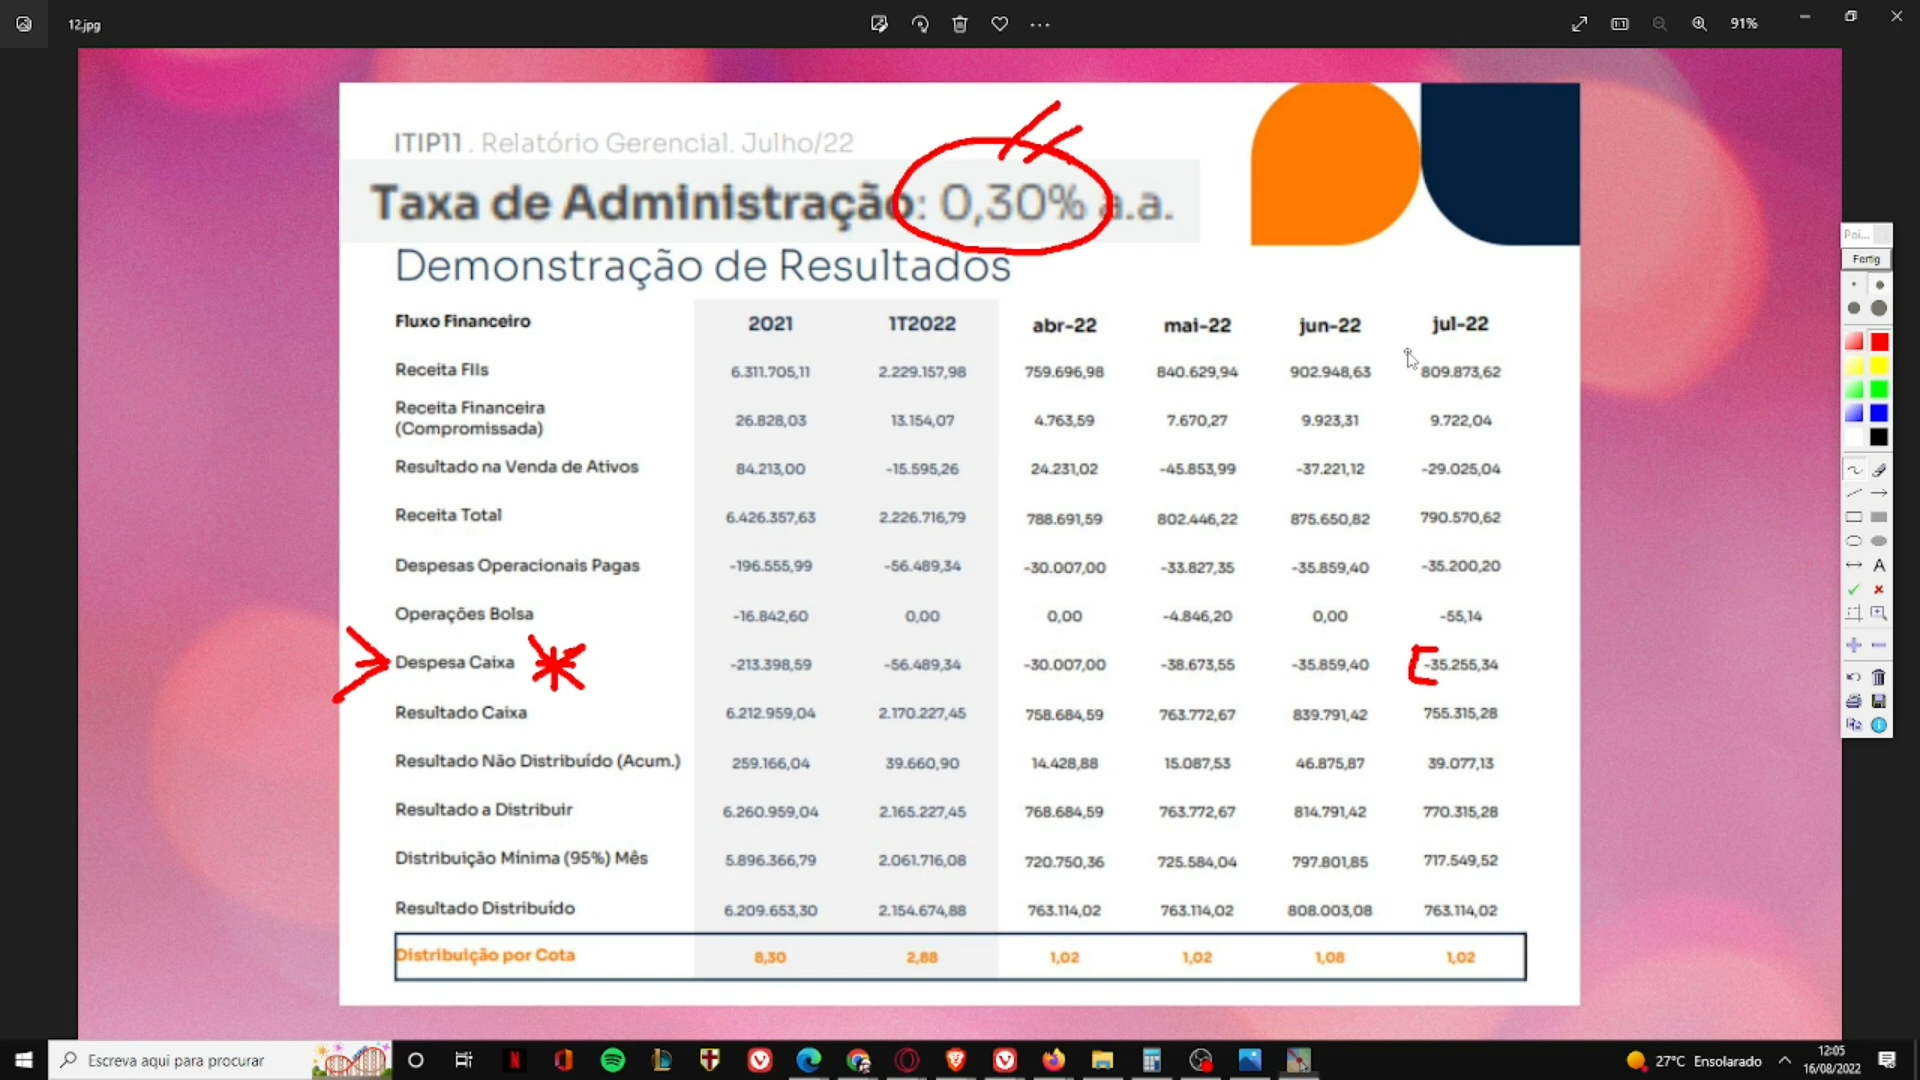 12.jpg
91%
ITIP11 . Relatório Gerencial. Julho/22
Taxa de Administração: 0,30% a.a.
Demonstração de Resultados
Fluxo Financeiro 2021 1T2022 abr-22 mai-22 jun-22 jul-22
Receita FIIs 6.311.705,11 2.229.157,98 759.696,98 840.629,94 902.948,63 809.873,62
Receita Financeira
(Compromissada) 26.828,03 13.154,07 4.763,59 7.670,27 9.923,31 9.722,04
Resultado na Venda de Ativos 84.213,00 -15.595,26 24.231,02 -45.853,99 -37.221,12 -29.025,04
Receita Total 6.426.357,63 2.226.716,79 788.691,59 802.446,22 875.650,82 790.570,62
Despesas Operacionais Pagas -196.555,99 -56.489,34 -30.007,00 -33.827,35 -35.859,40 -35.200,20
Operações Bolsa -16.842,60 0,00 0,00 -4.846,20 0,00 -55,14
Despesa Caixa -213.398,59 -56.489,34 -30.007,00 -38.673,55 -35.859,40 -35.255,34
Resultado Caixa 6.212.959,04 2.170.227,45 758.684,59 763.772,67 839.791,42 755.315,28
Resultado Não Distribuído (Acum.) 259.166,04 39.660,90 14.428,88 15.087,53 46.875,87 39.077,13
Resultado a Distribuir 6.260.959,04 2.165.227,45 768.684,59 763.772,67 814.791,42 770.315,28
Distribuição Mínima (95%) Mês 5.896.366,79 2.061.716,08 720.750,36 725.584,04 797.801,85 717.549,52
Resultado Distribuído 6.209.653,30 2.154.674,88 763.114,02 763.114,02 808.003,08 763.114,02
Distribuição por Cota 8,30 2,88 1,02 1,02 1,08 1,02
Poi...
Fertig
A
Escreva aqui para procurar
27°C Ensolarado
12:05
16/08/2022